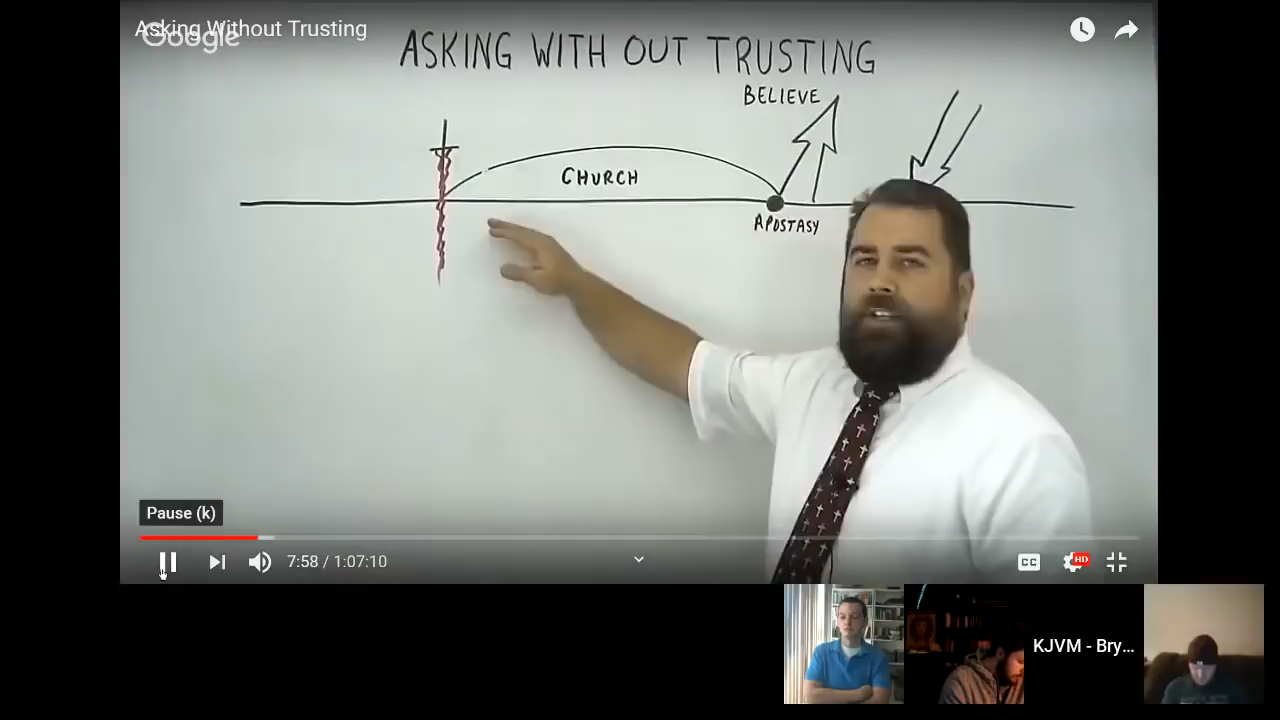 Asking Without Trusting
Google
ASKING WITH OUT TRUSTING
BELIEVE
CHURCH
APOSTASY
Pause (k)
7:58 / 1:07:10
CC
HD
KJVM - Bry...